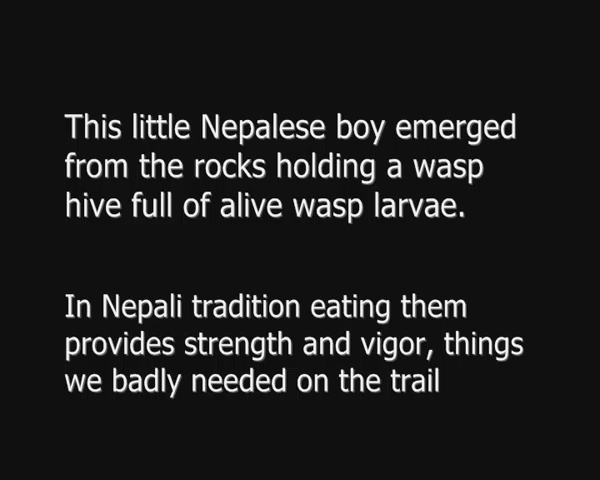 This little Nepalese boy emerged
from the rocks holding a wasp
hive full of alive wasp larvae.
In Nepali tradition eating them
provides strength and vigor, things
we badly needed on the trail